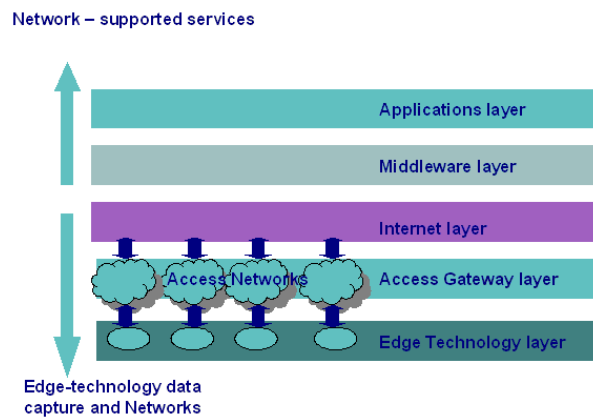 Network – supported services
Applications layer
Middleware layer
Internet layer
Access Networks
Access Gateway layer
Edge Technology layer
Edge-technology data
capture and Networks